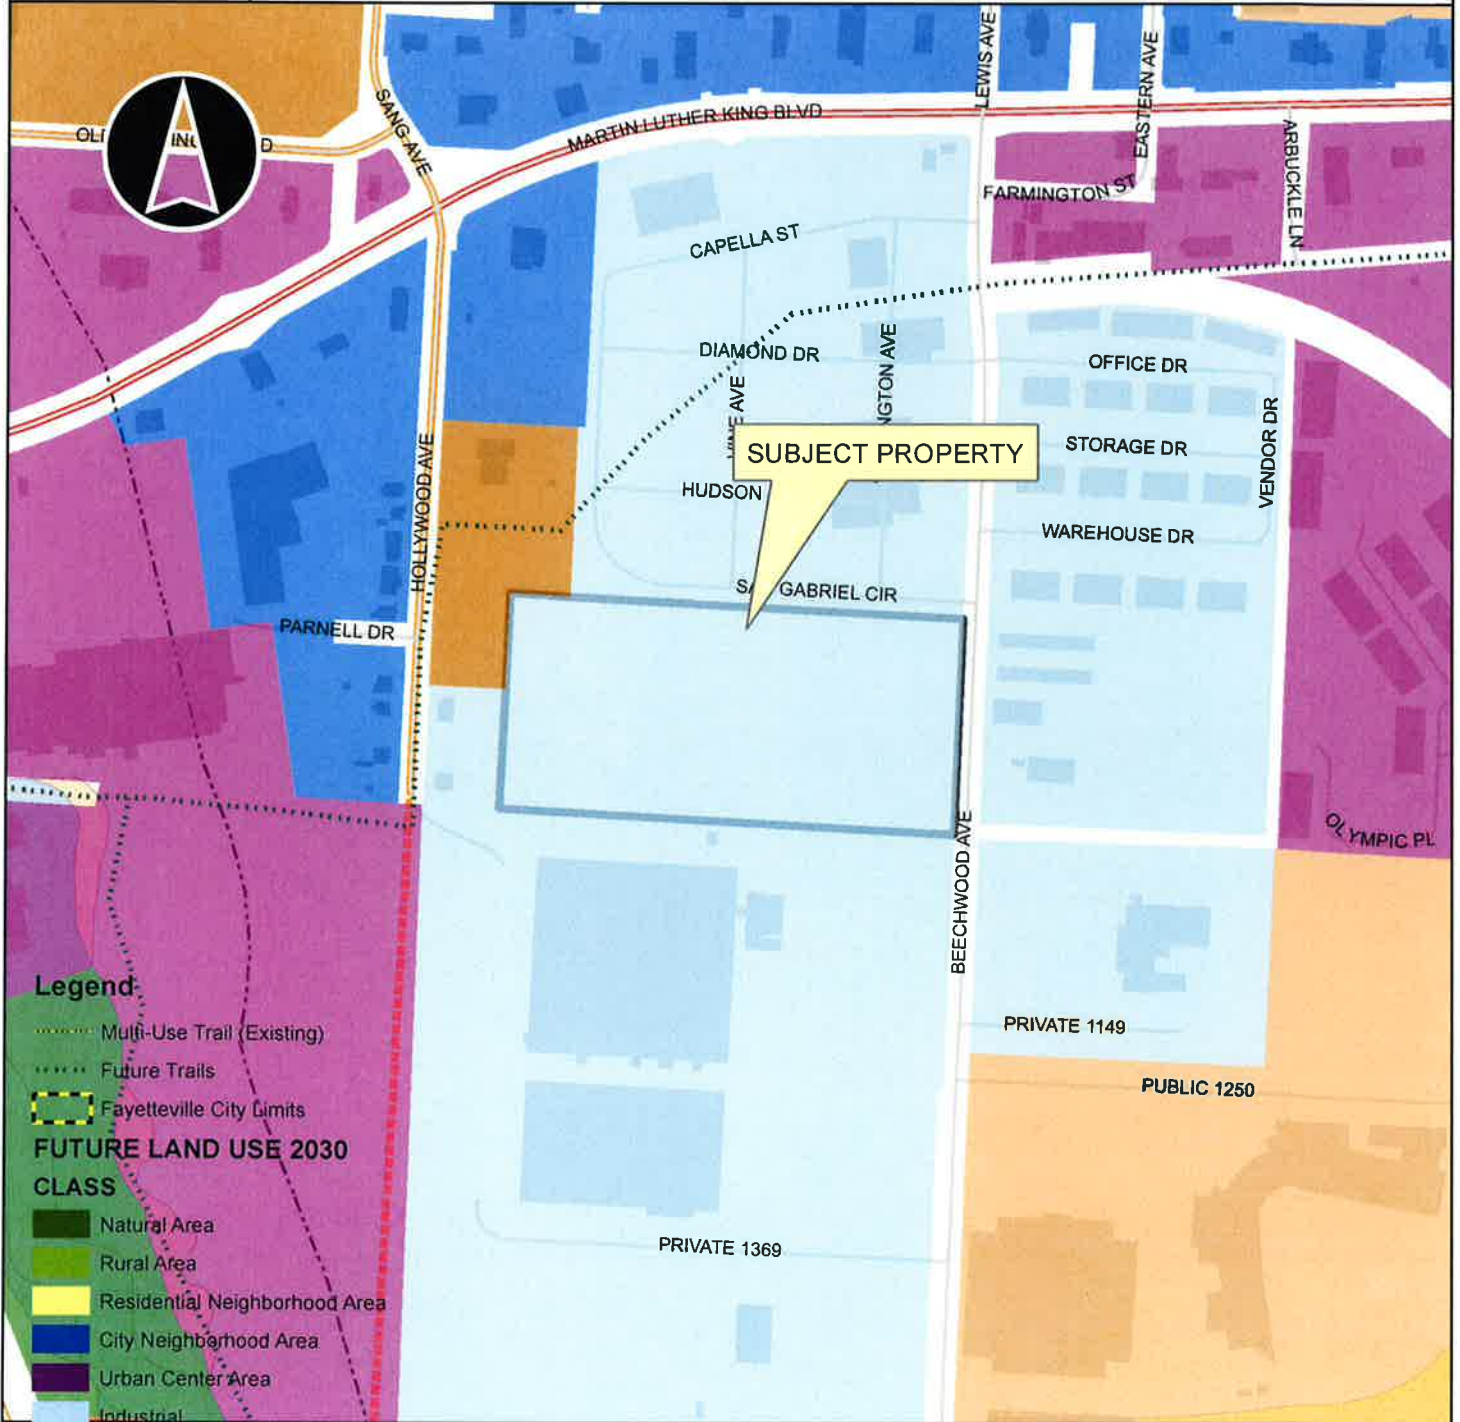 LEWIS AVE
EASTERN AVE
SANG AVE
MARTIN LUTHER KING BLVD
ARBUCKLE LN
FARMINGTON ST
CAPELLA ST
DIAMOND DR
OFFICE DR
VENDOR DR
STORAGE DR
SUBJECT PROPERTY
HUDSON
HOLLYWOOD AVE
WAREHOUSE DR
GABRIEL CIR
PARNELL DR
OLYMPIC PL
BEECHWOOD AVE
PRIVATE 1149
PUBLIC 1250
PRIVATE 1369
Legend
Multi-Use Trail (Existing)
Future Trails
Fayetteville City Limits
FUTURE LAND USE 2030
CLASS
Natural Area
Rural Area
Residential Neighborhood Area
City Neighborhood Area
Urban Center Area
Industrial